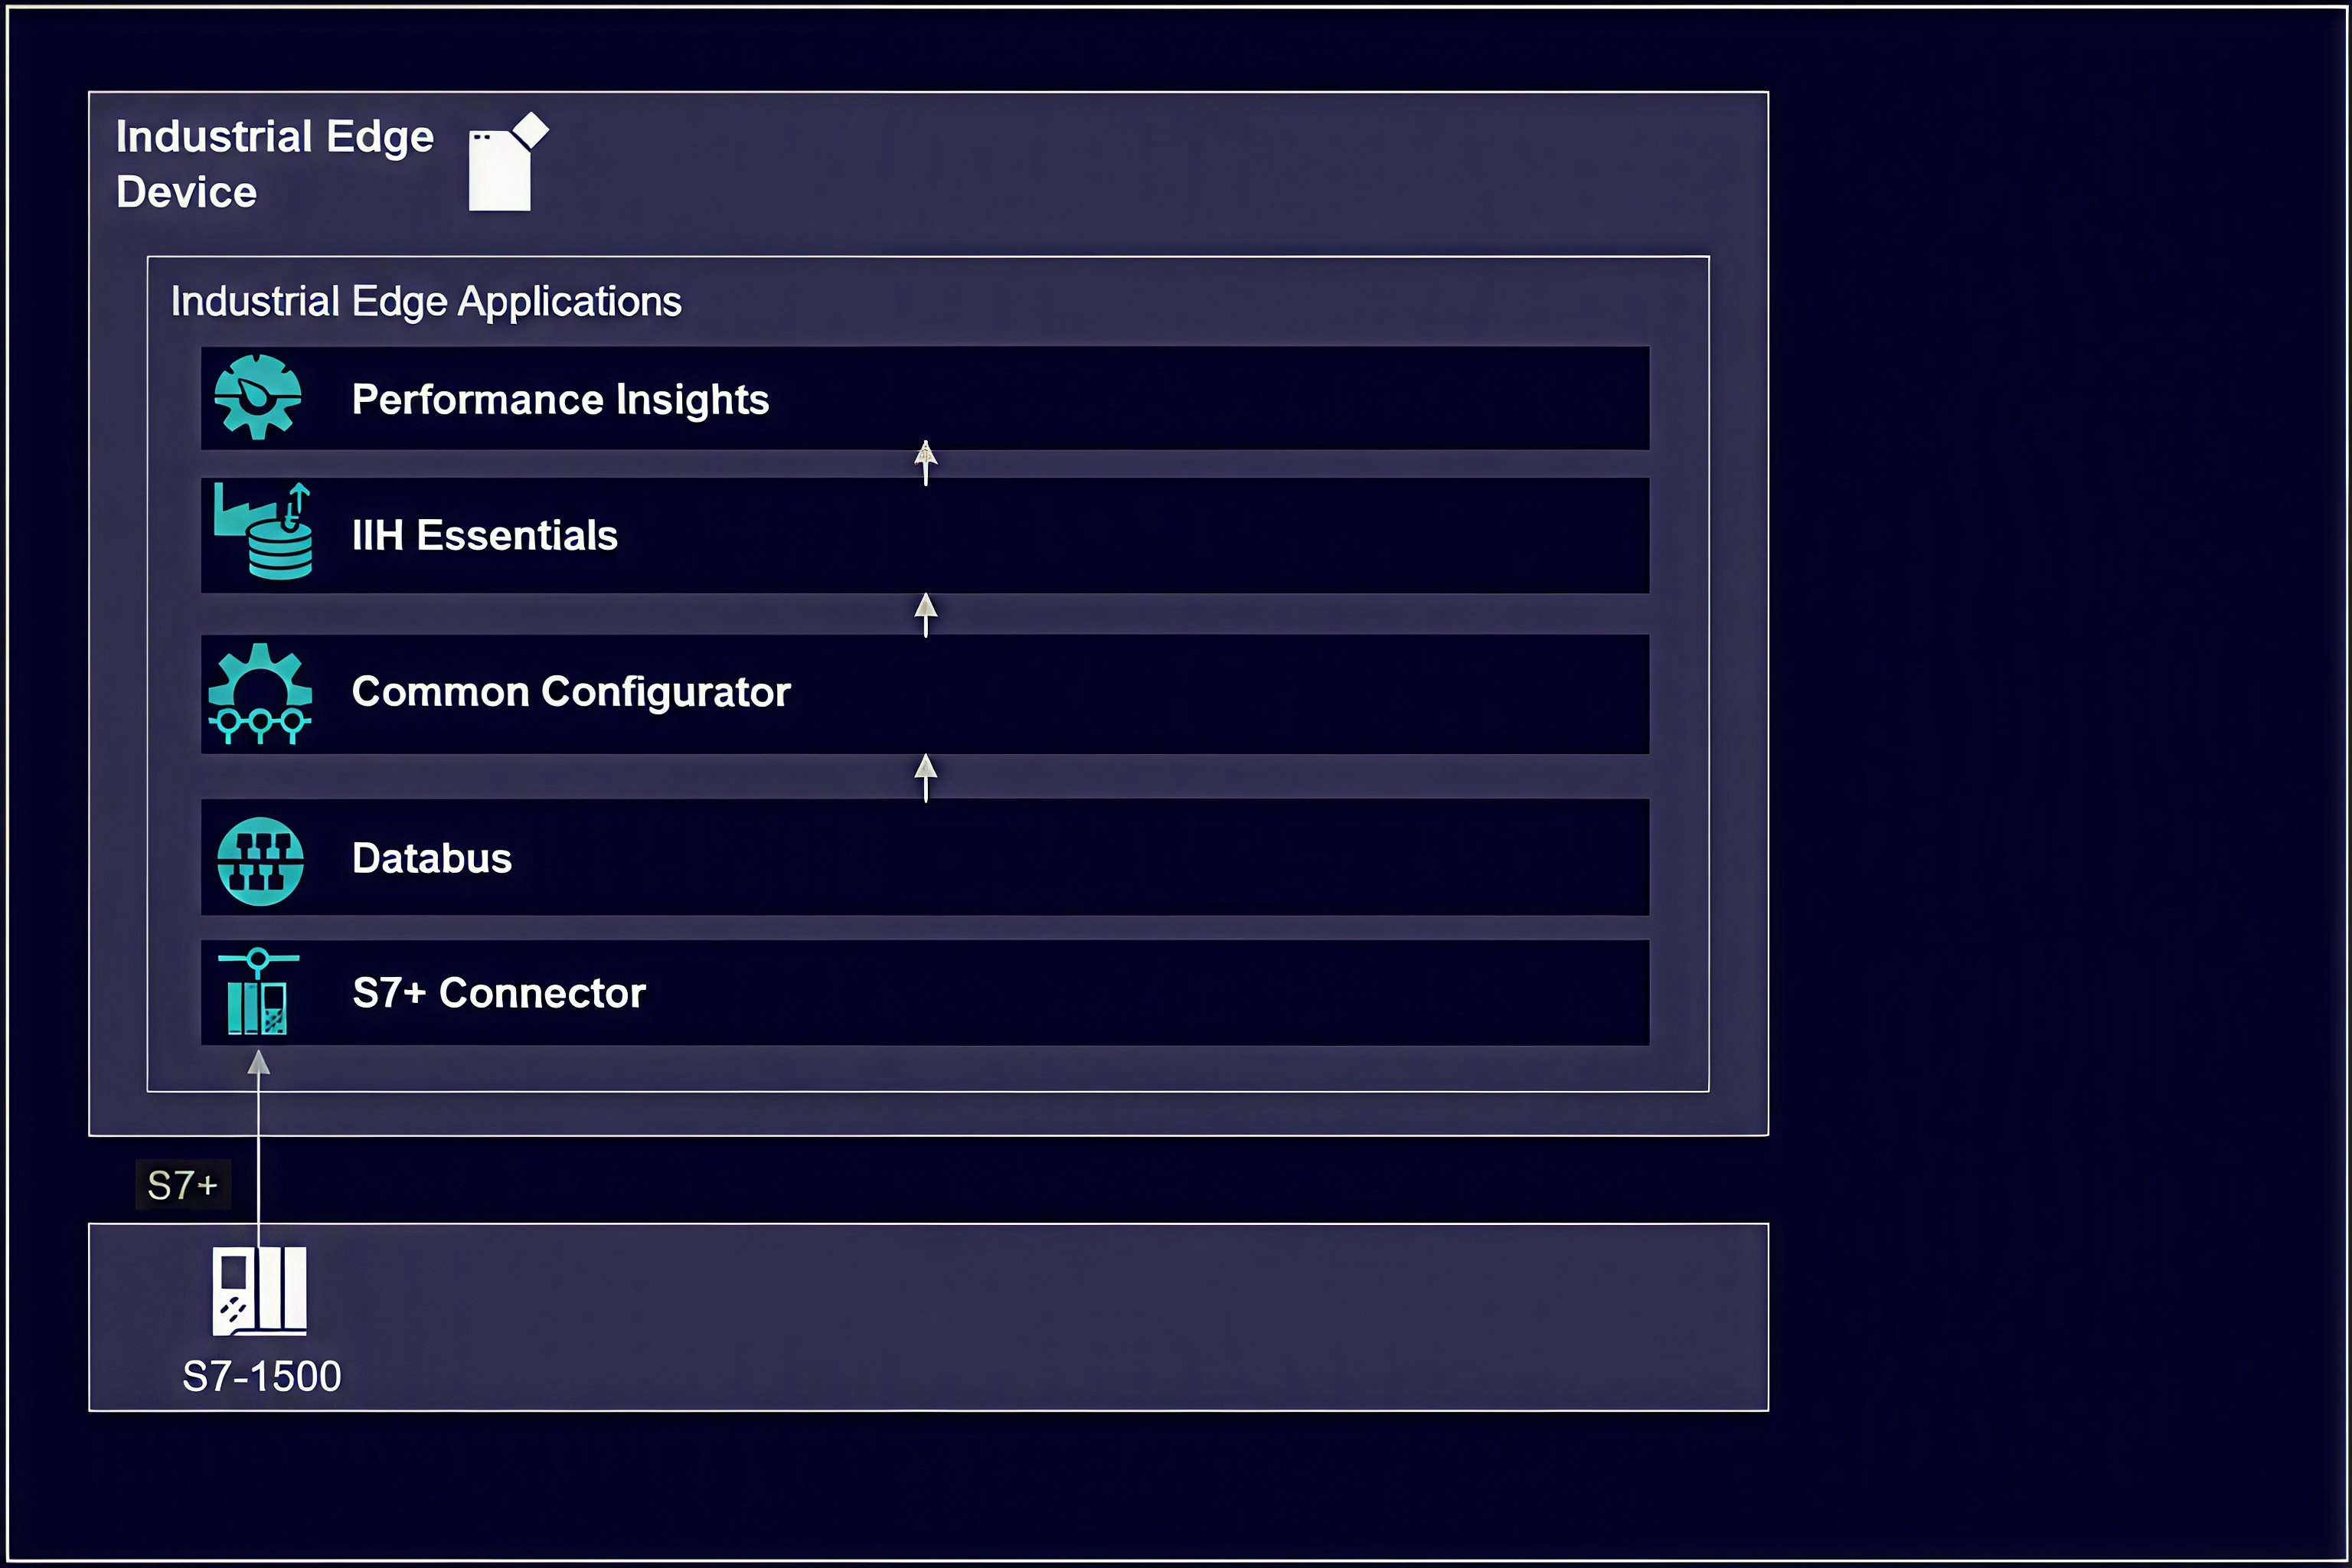 Industrial Edge
Device
Industrial Edge Applications
Performance Insights
IIH Essentials
Common Configurator
Databus
S7+ Connector
S7+
S7-1500